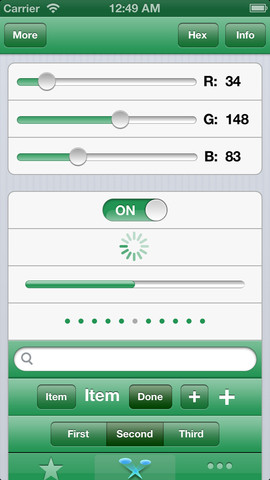 Carrier 12:49 AM
More Hex Info
R: 34
G: 148
B: 83
ON
Item Item Done + +
First Second Third